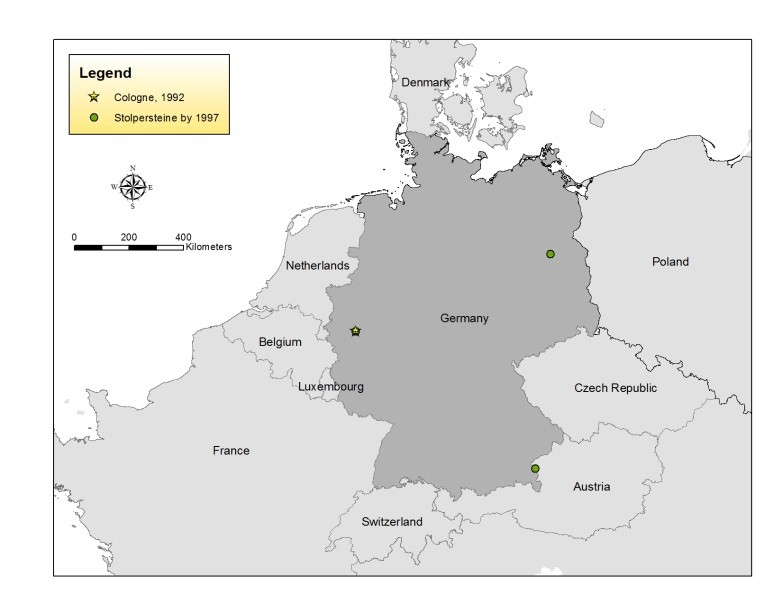 Legend
Cologne, 1992
Stolpersteine by 1997
N
W E
S
0 200 400
Kilometers
Denmark
Netherlands
Poland
Germany
Belgium
Luxembourg
Czech Republic
France
Austria
Switzerland